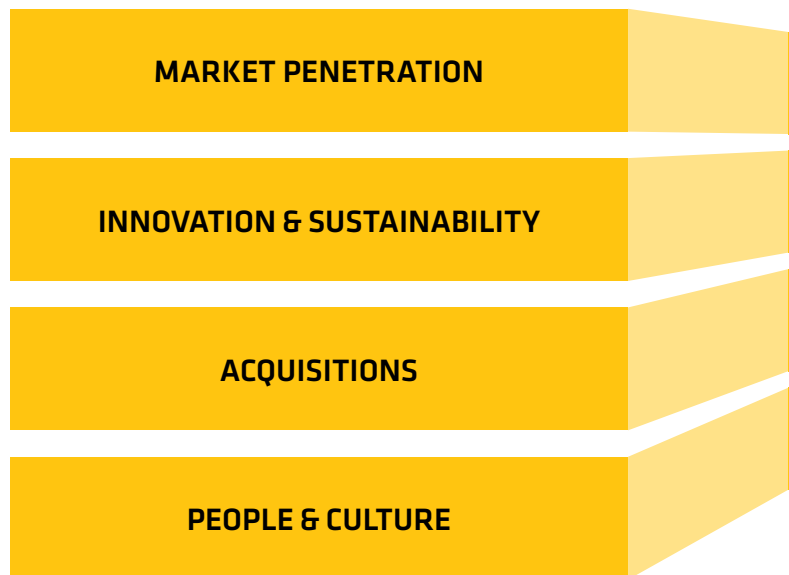 MARKET PENETRATION
INNOVATION & SUSTAINABILITY
ACQUISITIONS
PEOPLE & CULTURE